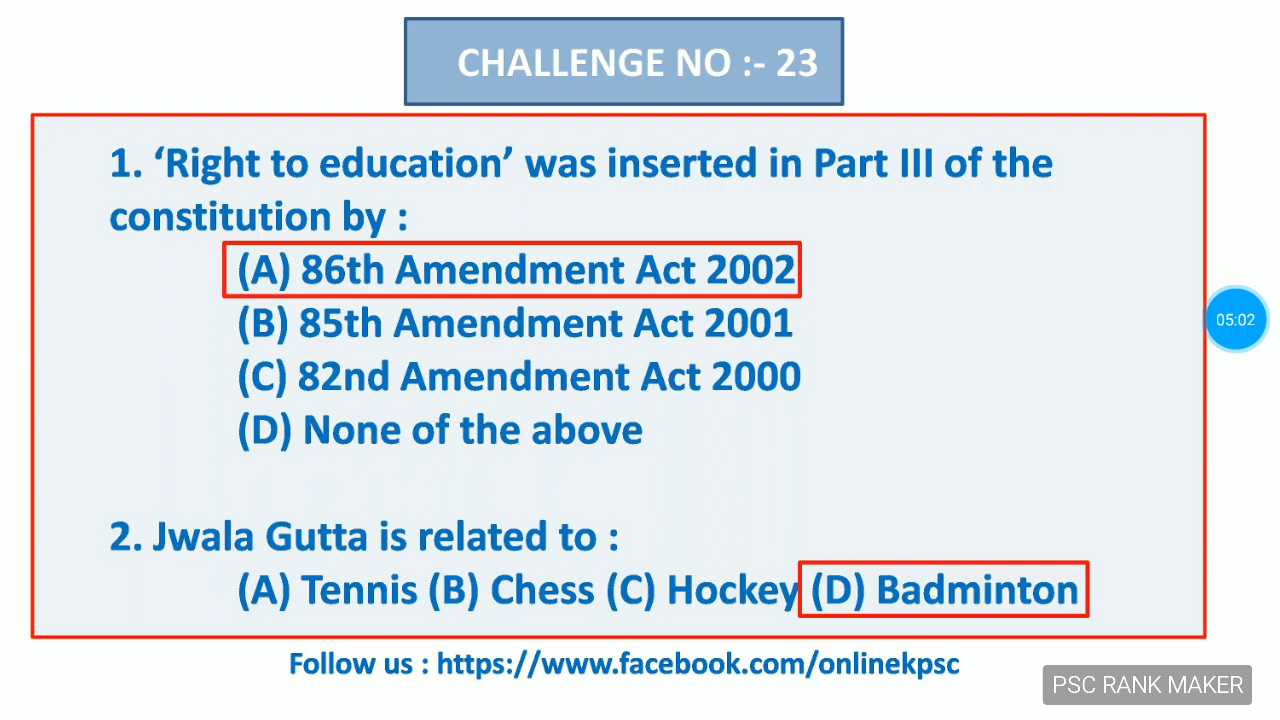 CHALLENGE NO :- 23
1. ‘Right to education’ was inserted in Part III of the
constitution by :
(A) 86th Amendment Act 2002
(B) 85th Amendment Act 2001
(C) 82nd Amendment Act 2000
(D) None of the above
05:02
2. Jwala Gutta is related to :
(A) Tennis (B) Chess (C) Hockey (D) Badminton
Follow us : https://www.facebook.com/onlinekpsc
PSC RANK MAKER